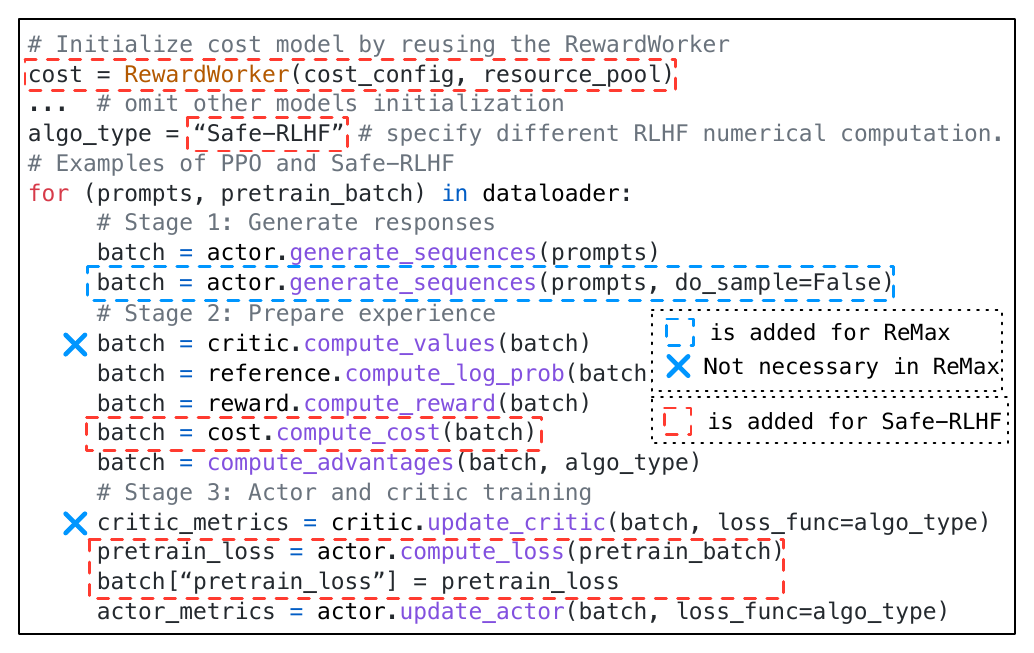 # Initialize cost model by reusing the RewardWorker
cost = RewardWorker(cost_config, resource_pool)
... # omit other models initialization
algo_type = “Safe-RLHF” # specify different RLHF numerical computation.
# Examples of PPO and Safe-RLHF
for (prompts, pretrain_batch) in dataloader:
# Stage 1: Generate responses
batch = actor.generate_sequences(prompts)
batch = actor.generate_sequences(prompts, do_sample=False)
# Stage 2: Prepare experience
batch = critic.compute_values(batch)
batch = reference.compute_log_prob(batch
batch = reward.compute_reward(batch)
batch = cost.compute_cost(batch)
batch = compute_advantages(batch, algo_type)
# Stage 3: Actor and critic training
critic_metrics = critic.update_critic(batch, loss_func=algo_type)
pretrain_loss = actor.compute_loss(pretrain_batch)
batch[“pretrain_loss”] = pretrain_loss
actor_metrics = actor.update_actor(batch, loss_func=algo_type)
is added for ReMax
Not necessary in ReMax
is added for Safe-RLHF